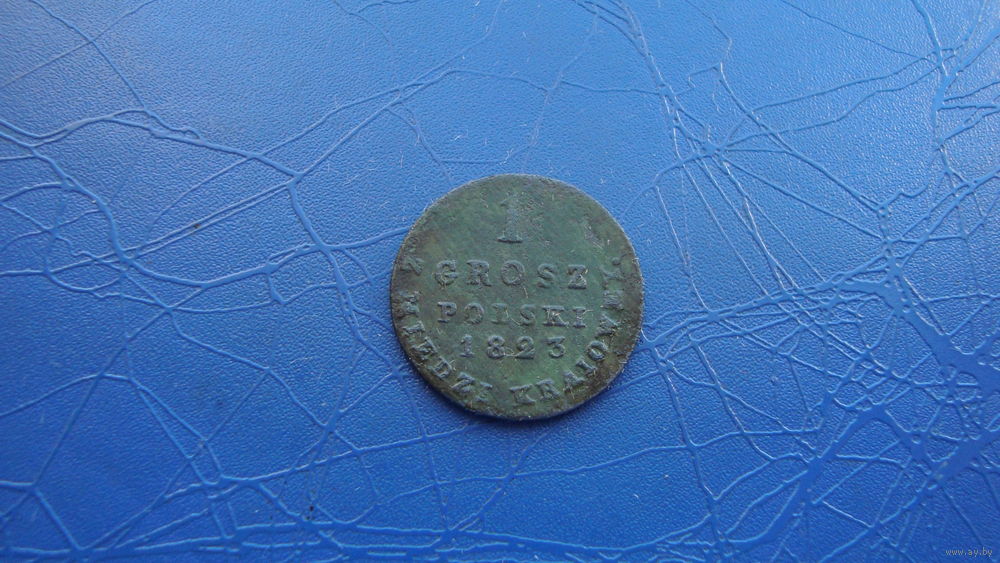 1
GROSZ
POLSKI
1823
Z MIEDZI KRAIOWEY.
www.ay.by